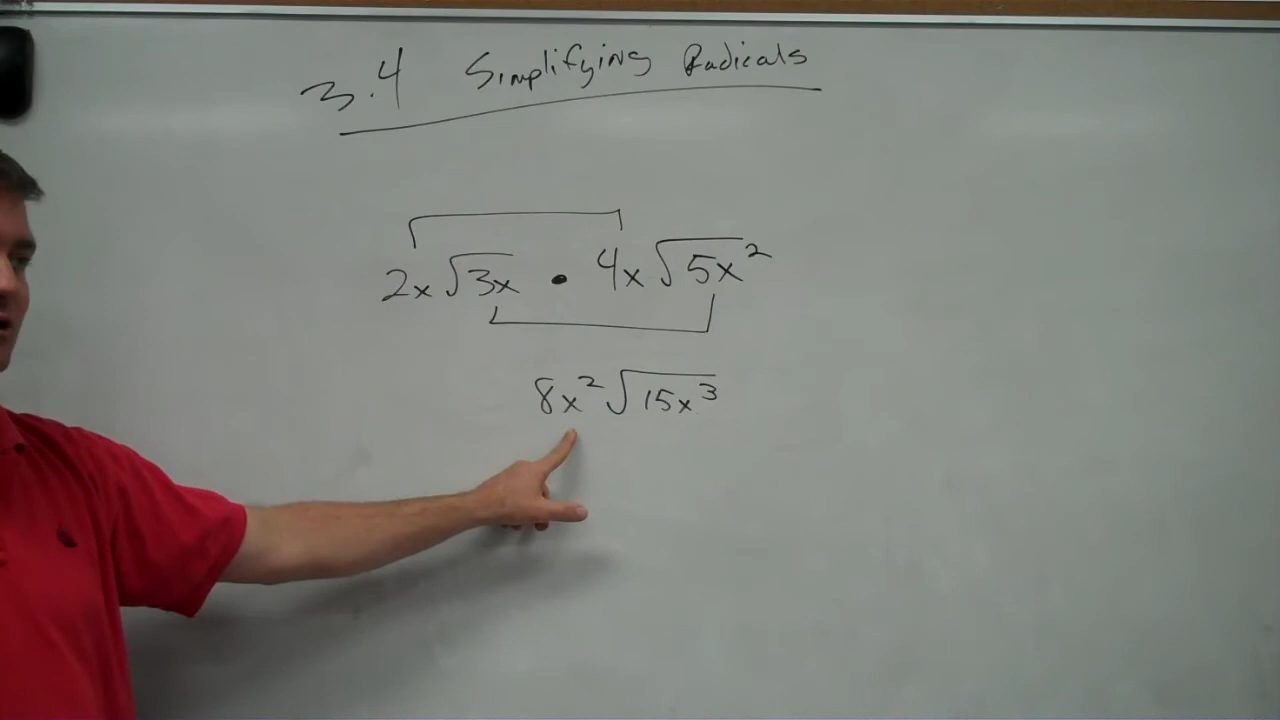 3.4 Simplifying Radicals
2x√3x • 4x√5x²
8x²√15x³